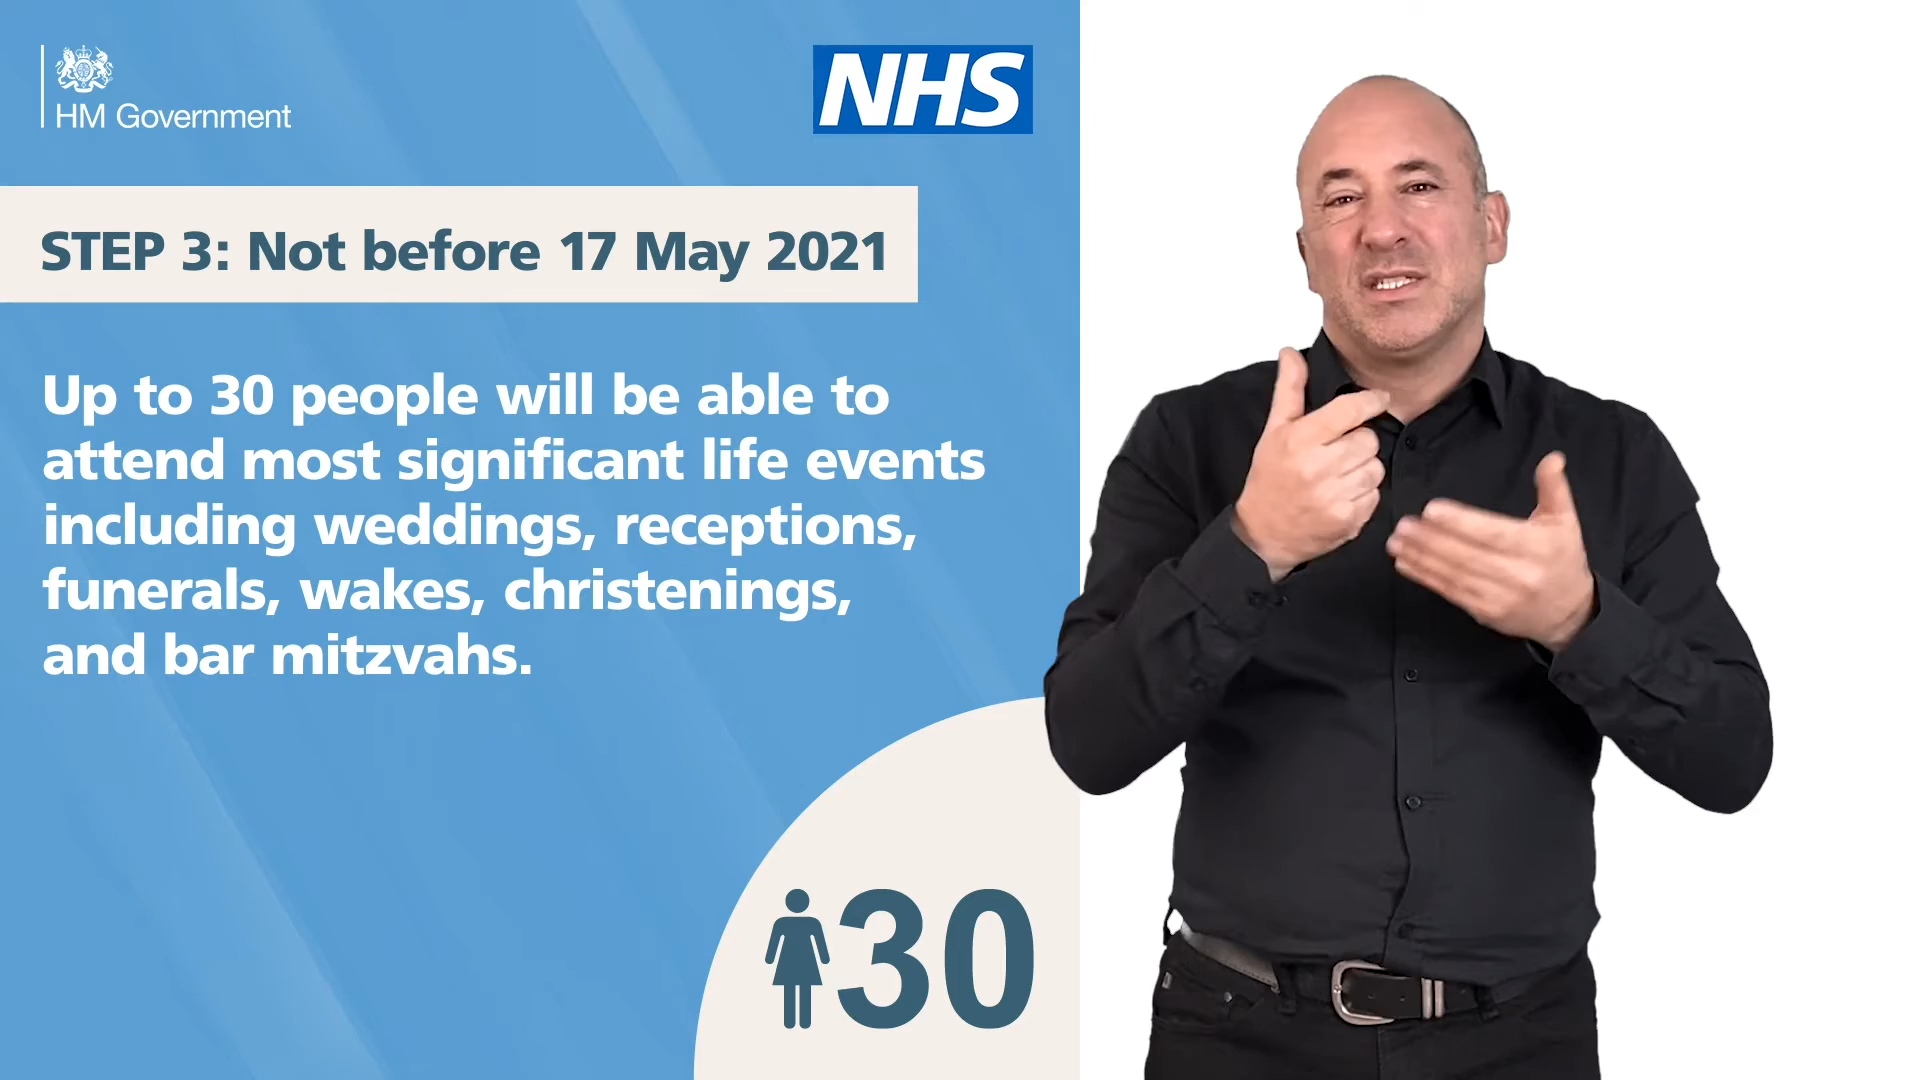 HM Government
NHS
STEP 3: Not before 17 May 2021
Up to 30 people will be able to
attend most significant life events
including weddings, receptions,
funerals, wakes, christenings,
and bar mitzvahs.
30